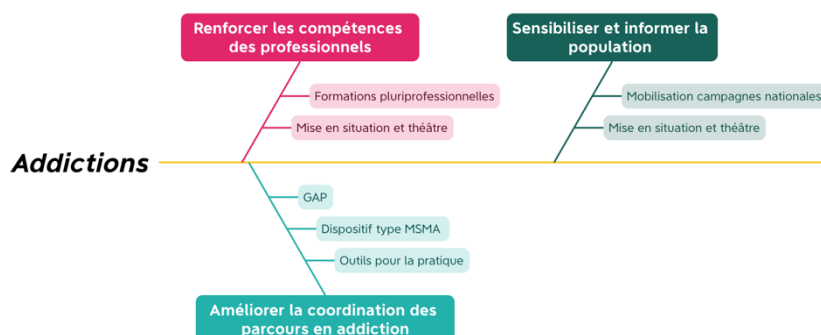 Renforcer les compétences
des professionnels
Sensibiliser et informer la
population
Formations pluriprofessionnelles
Mise en situation et théâtre
Mobilisation campagnes nationales
Mise en situation et théâtre
Addictions
GAP
Dispositif type MSMA
Outils pour la pratique
Améliorer la coordination des
parcours en addiction